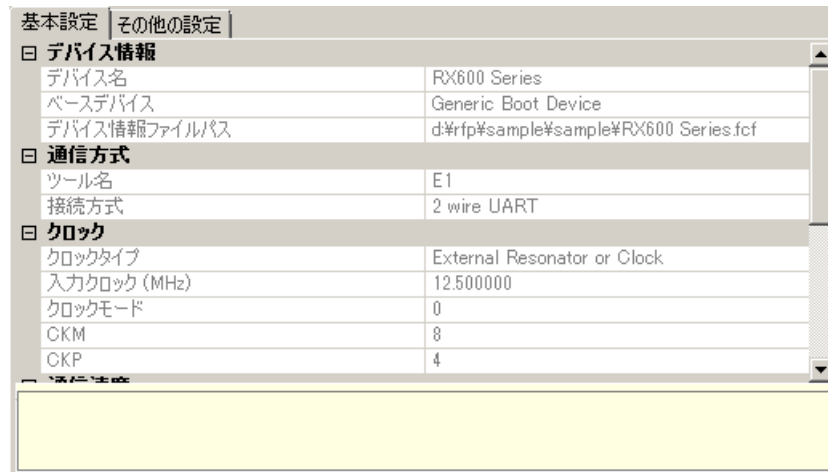 基本設定 その他の設定
デバイス情報
デバイス名 RX600 Series
ベースデバイス Generic Boot Device
デバイス情報ファイルパス d:¥rfp¥sample¥sample¥RX600 Series.fcf
通信方式
ツール名 E1
接続方式 2 wire UART
クロック
クロックタイプ External Resonator or Clock
入力クロック (MHz) 12.500000
クロックモード 0
CKM 8
CKP 4
通信速度